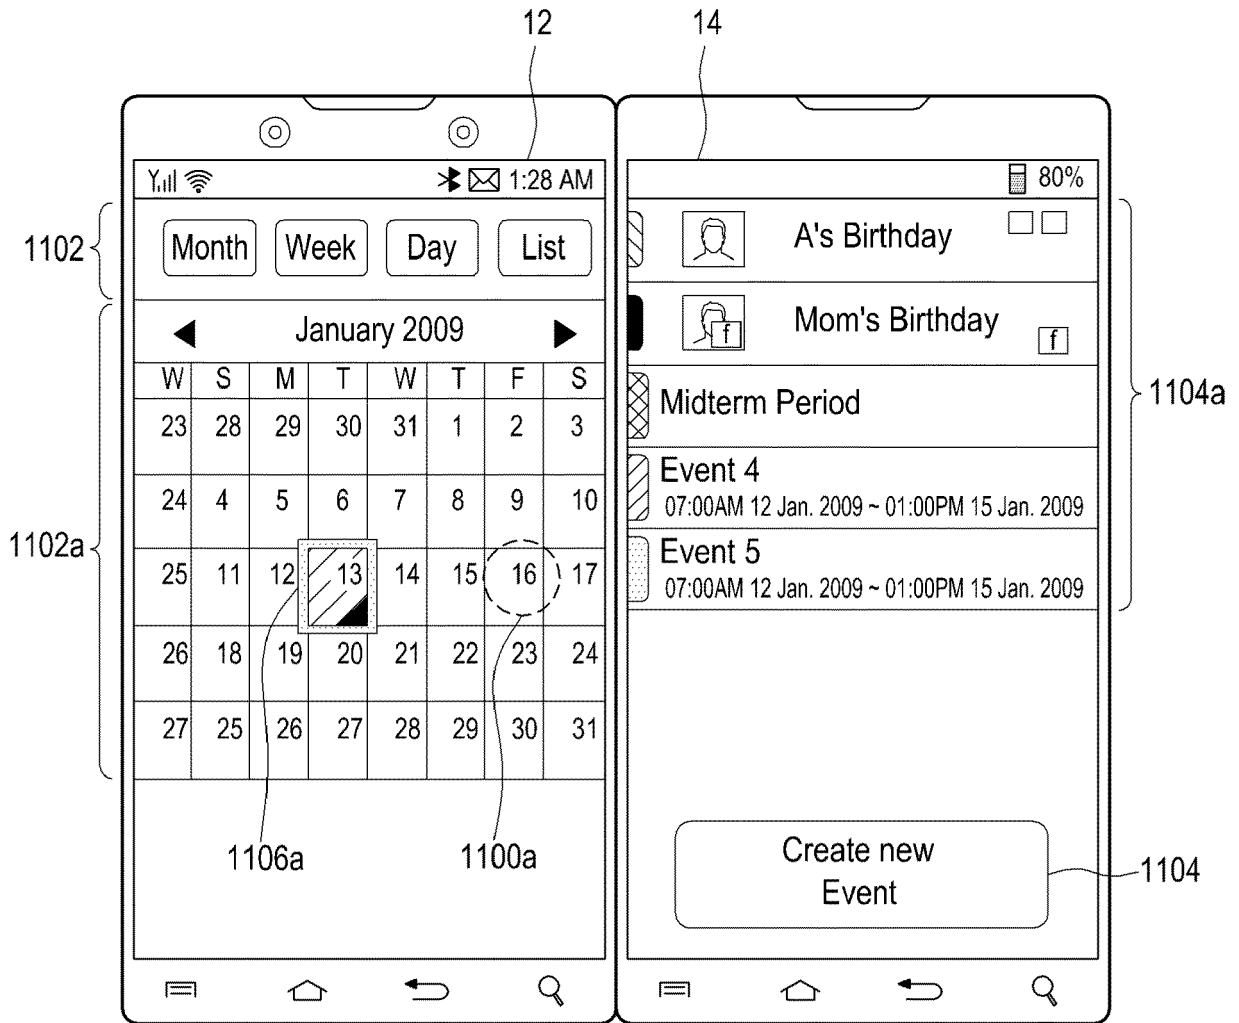 12
14
1:28 AM
80%
1102
Month Week Day List
A's Birthday
f
Mom's Birthday
f
1102a
January 2009
W S M T W T F S
23 28 29 30 31 1 2 3
24 4 5 6 7 8 9 10
25 11 12 13 14 15 16 17
26 18 19 20 21 22 23 24
27 25 26 27 28 29 30 31
Midterm Period
Event 4
07:00AM 12 Jan. 2009 ~ 01:00PM 15 Jan. 2009
Event 5
07:00AM 12 Jan. 2009 ~ 01:00PM 15 Jan. 2009
1104a
1106a
1100a
Create new
Event
1104